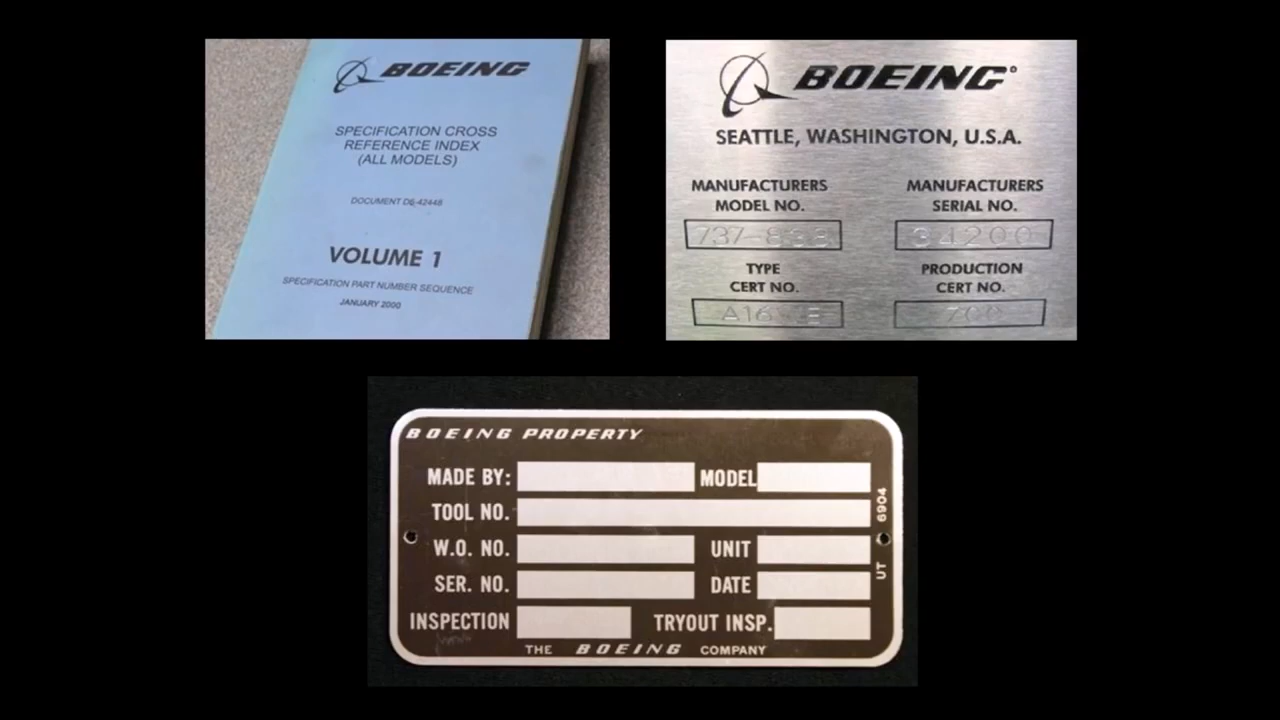 BOEING
SPECIFICATION CROSS
REFERENCE INDEX
(ALL MODELS)
DOCUMENT D6-42448
VOLUME 1
SPECIFICATION PART NUMBER SEQUENCE
JANUARY 2000
BOEING®
SEATTLE, WASHINGTON, U.S.A.
MANUFACTURERS MANUFACTURERS
MODEL NO. SERIAL NO.
34200
TYPE PRODUCTION
CERT NO. CERT NO.
700
BOEING PROPERTY
MADE BY: MODEL
TOOL NO.
W.O. NO. UNIT
SER. NO. DATE
INSPECTION TRYOUT INSP.
THE BOEING COMPANY
UT 6904